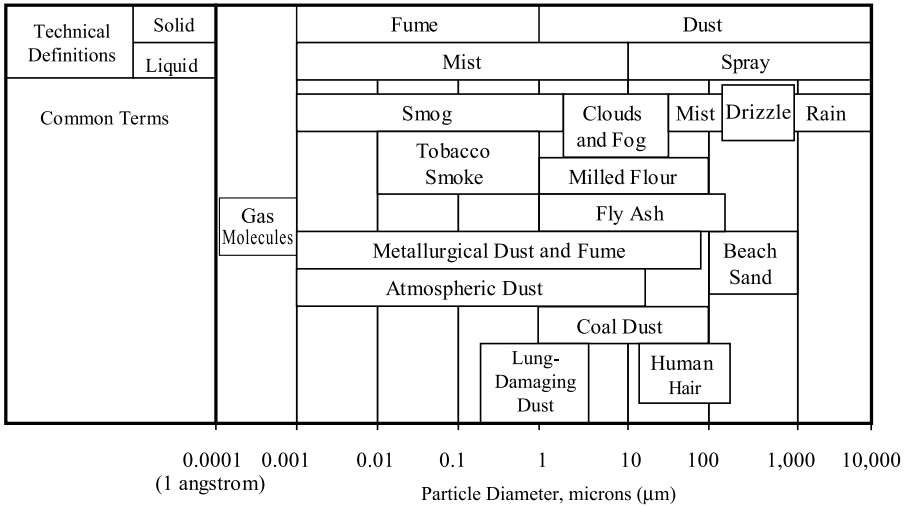 Technical
Definitions
Solid
Liquid
Fume
Dust
Mist
Spray
Common Terms
Smog
Clouds
and Fog
Mist
Drizzle
Rain
Tobacco
Smoke
Milled Flour
Fly Ash
Gas
Molecules
Metallurgical Dust and Fume
Beach
Sand
Atmospheric Dust
Coal Dust
Lung-
Damaging
Dust
Human
Hair
0.0001 0.001 0.01 0.1 1 10 100 1,000 10,000
(1 angstrom)
Particle Diameter, microns (μm)